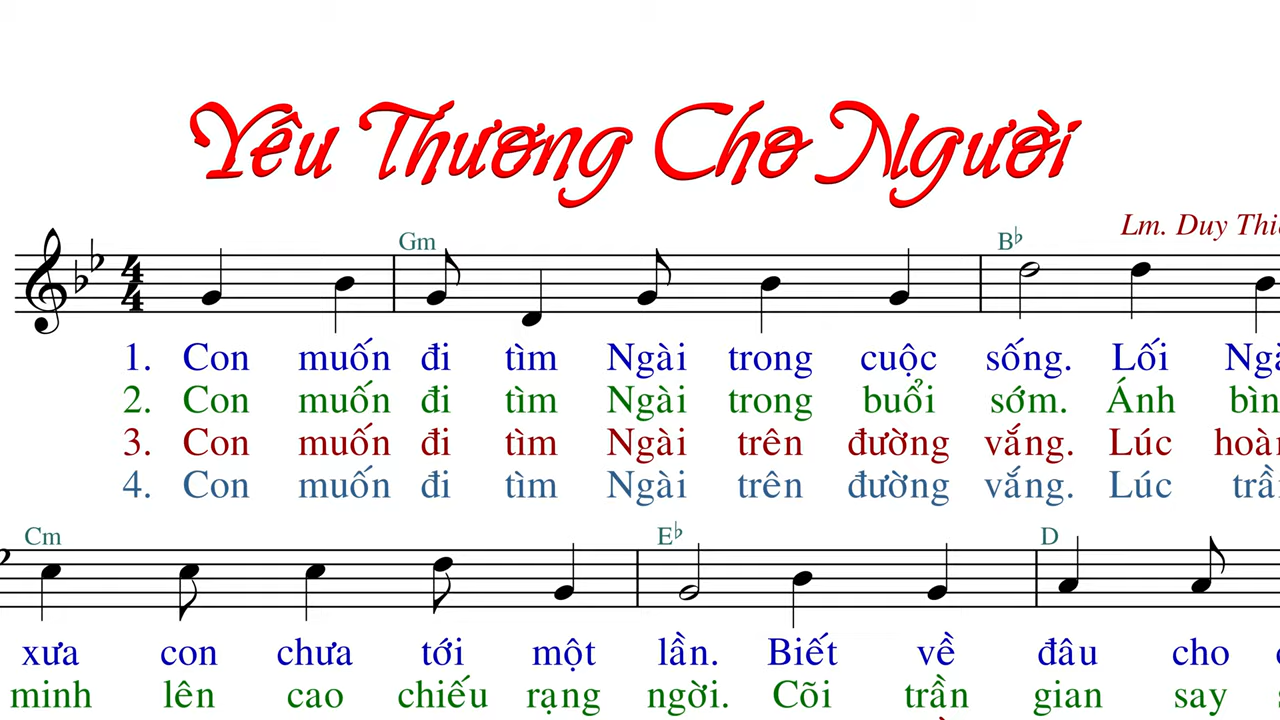 Yêu Thương Cho Người
Lm. Duy
Gm B♭
1. Con muốn đi tìm Ngài trong cuộc sống. Lối
2. Con muốn đi tìm Ngài trong buổi sớm. Ánh
3. Con muốn đi tìm Ngài trên đường vắng. Lúc
4. Con muốn đi tìm Ngài trên đường vắng. Lúc
Cm E♭ D
xưa con chưa tới một lần. Biết về đâu cho
minh lên cao chiếu rạng ngời. Cõi trần gian say